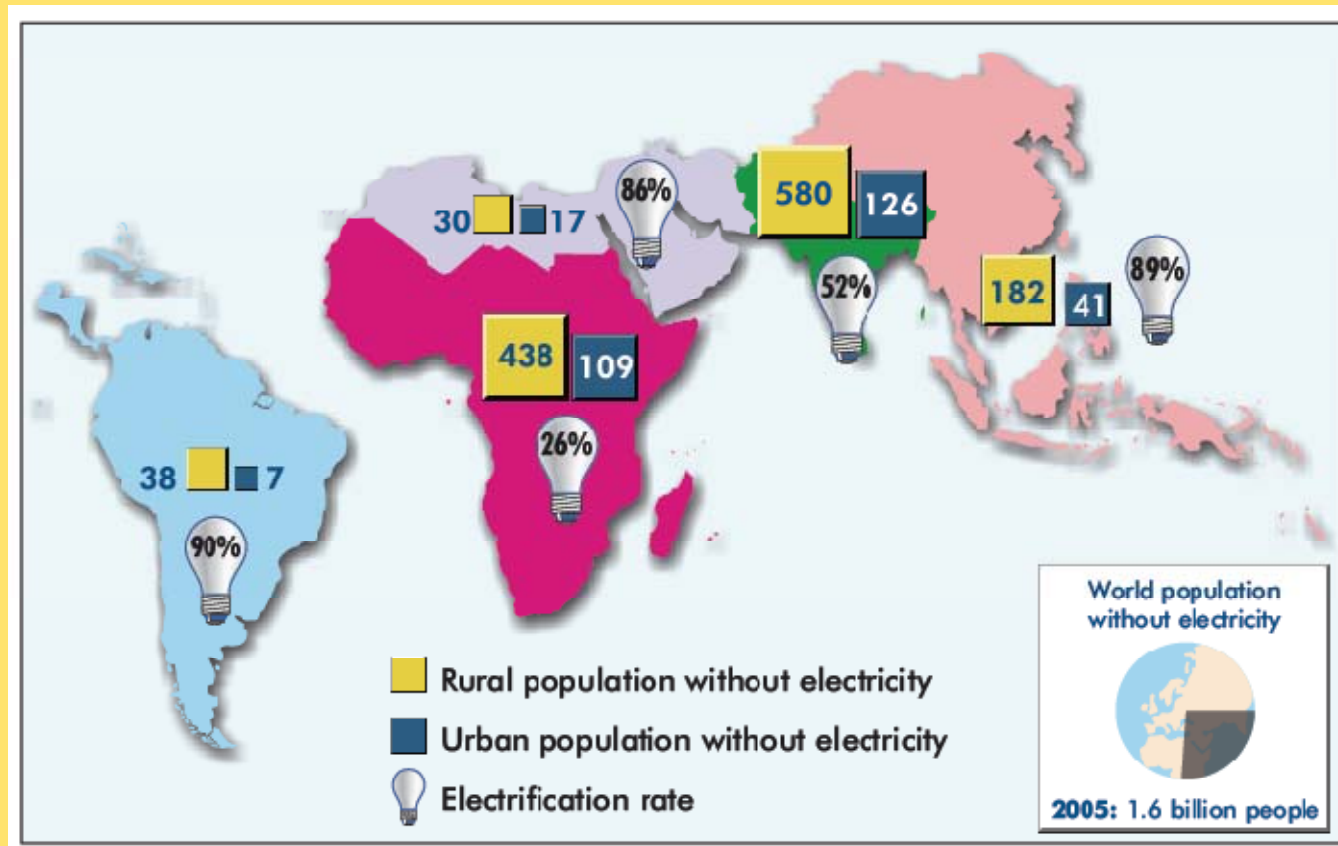 86%
580
126
30
17
52%
182
41
89%
438
109
26%
38
7
90%
World population
without electricity
2005: 1.6 billion people
Rural population without electricity
Urban population without electricity
Electrification rate